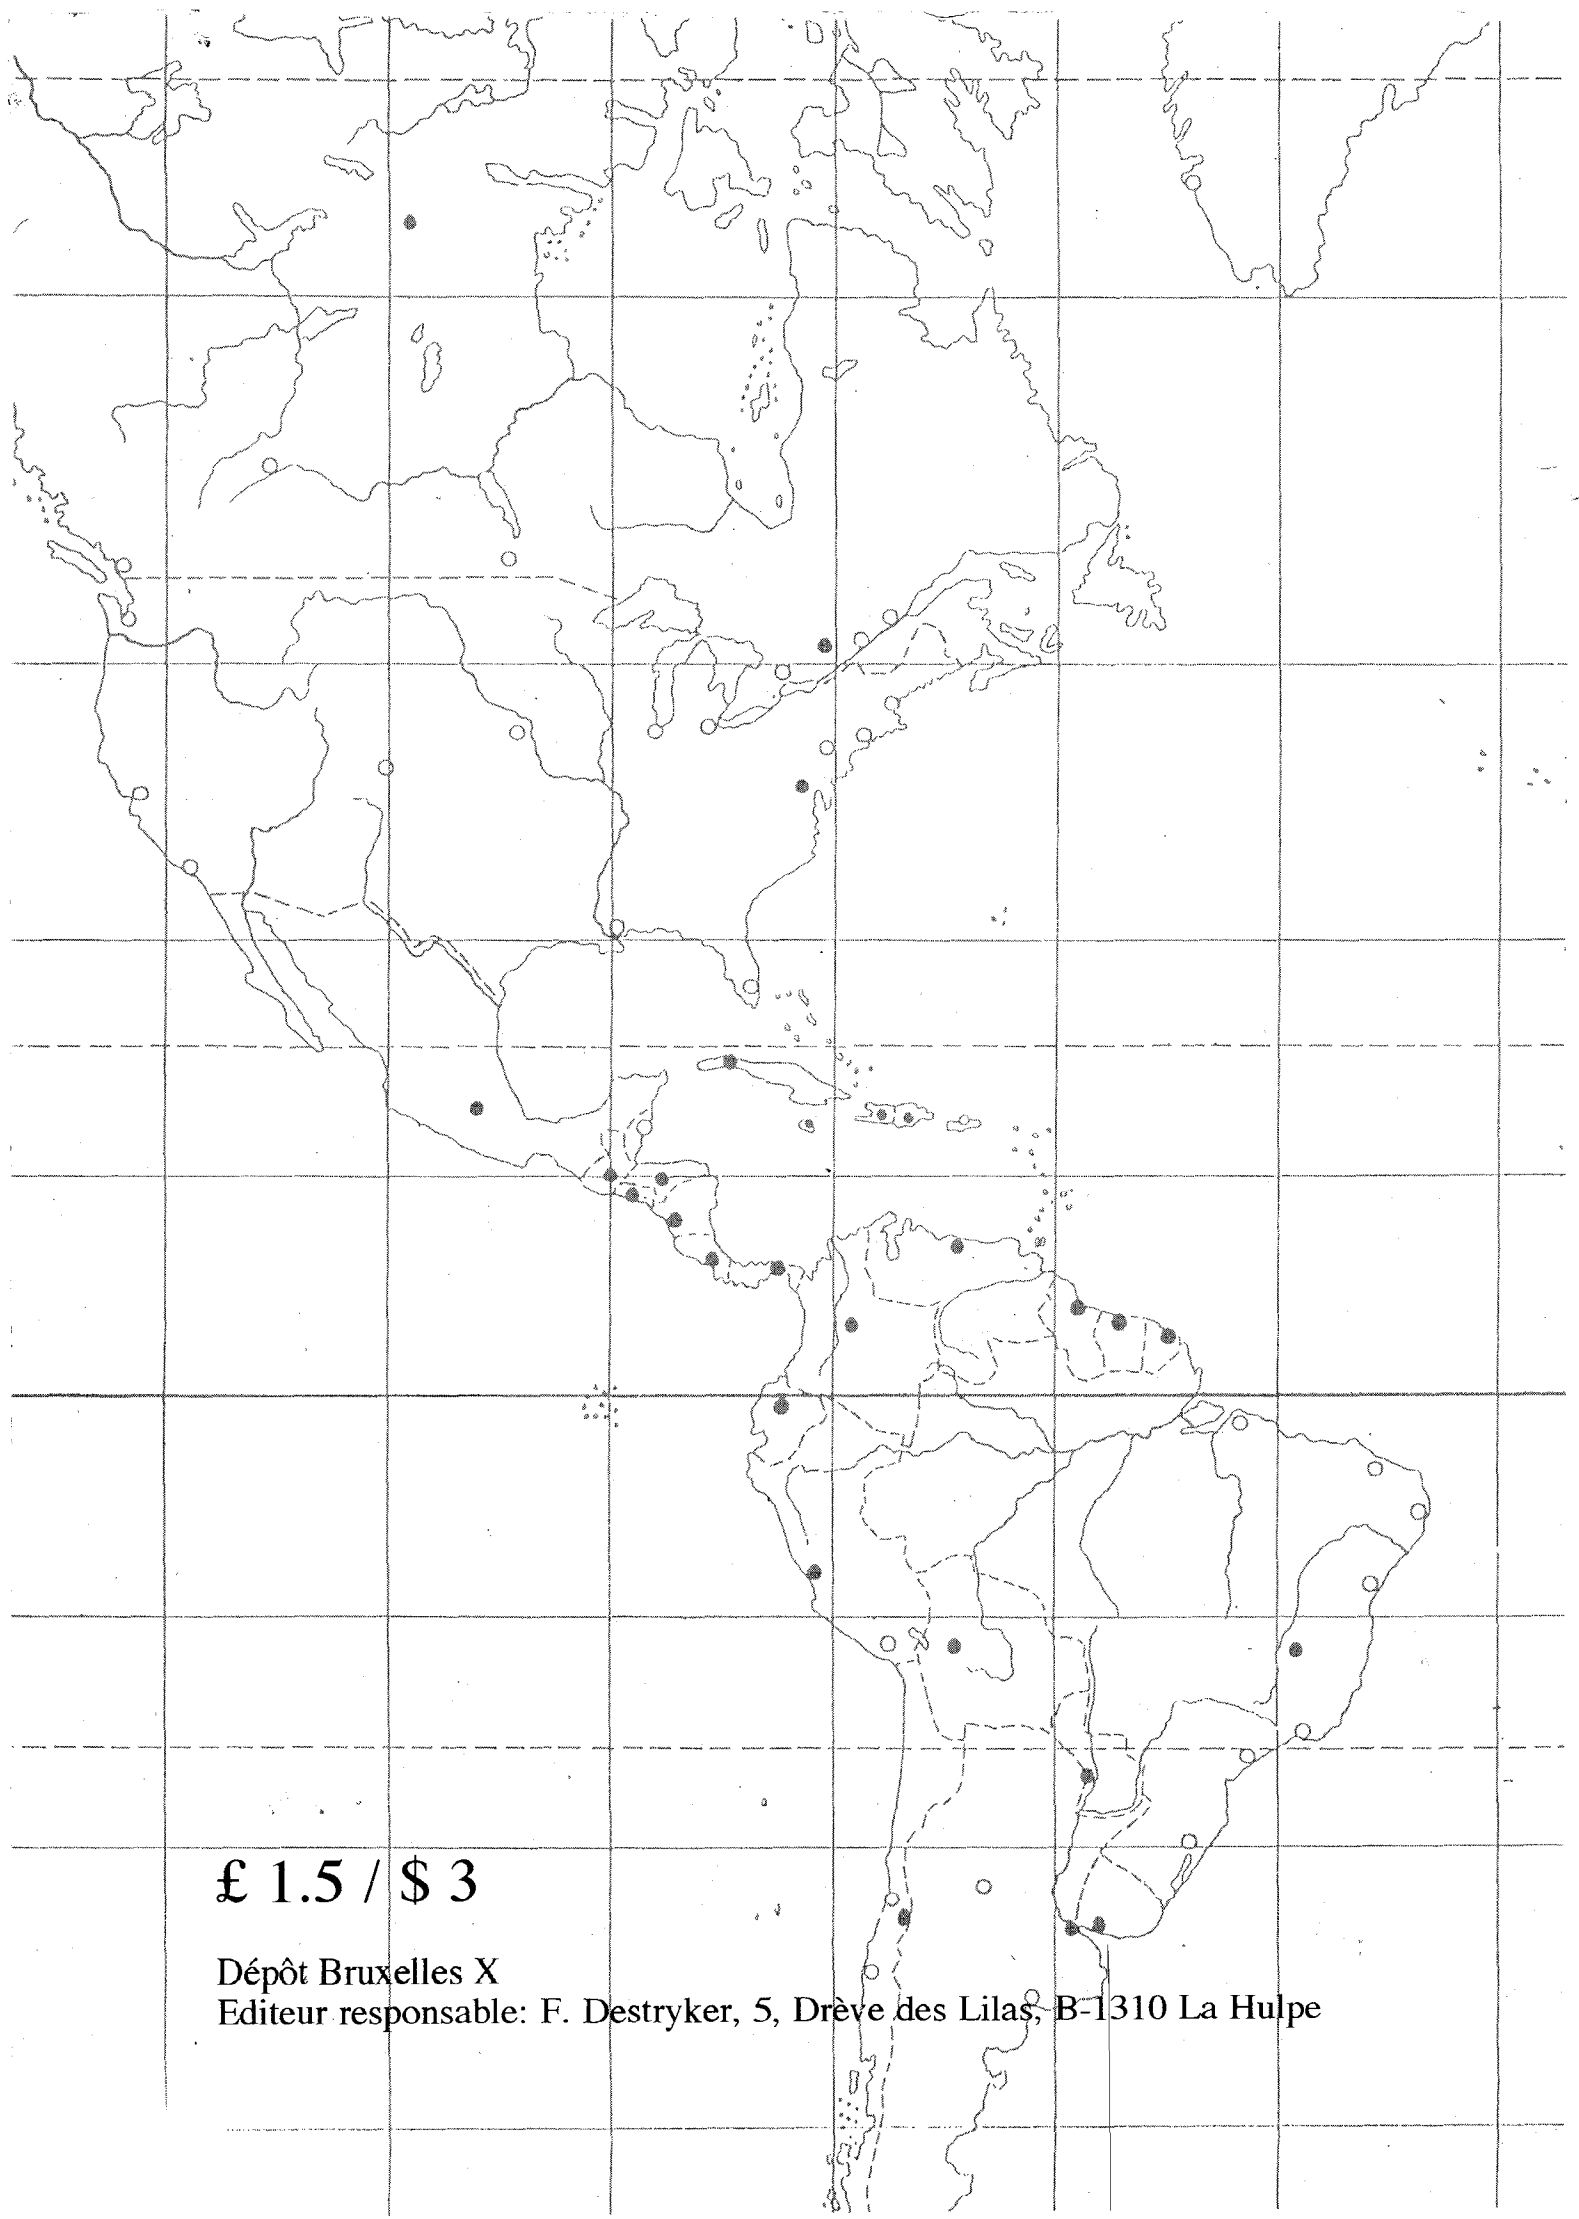 £ 1.5 / $ 3
Dépôt Bruxelles X
Editeur responsable: F. Destryker, 5, Drève des Lilas, B-1310 La Hulpe